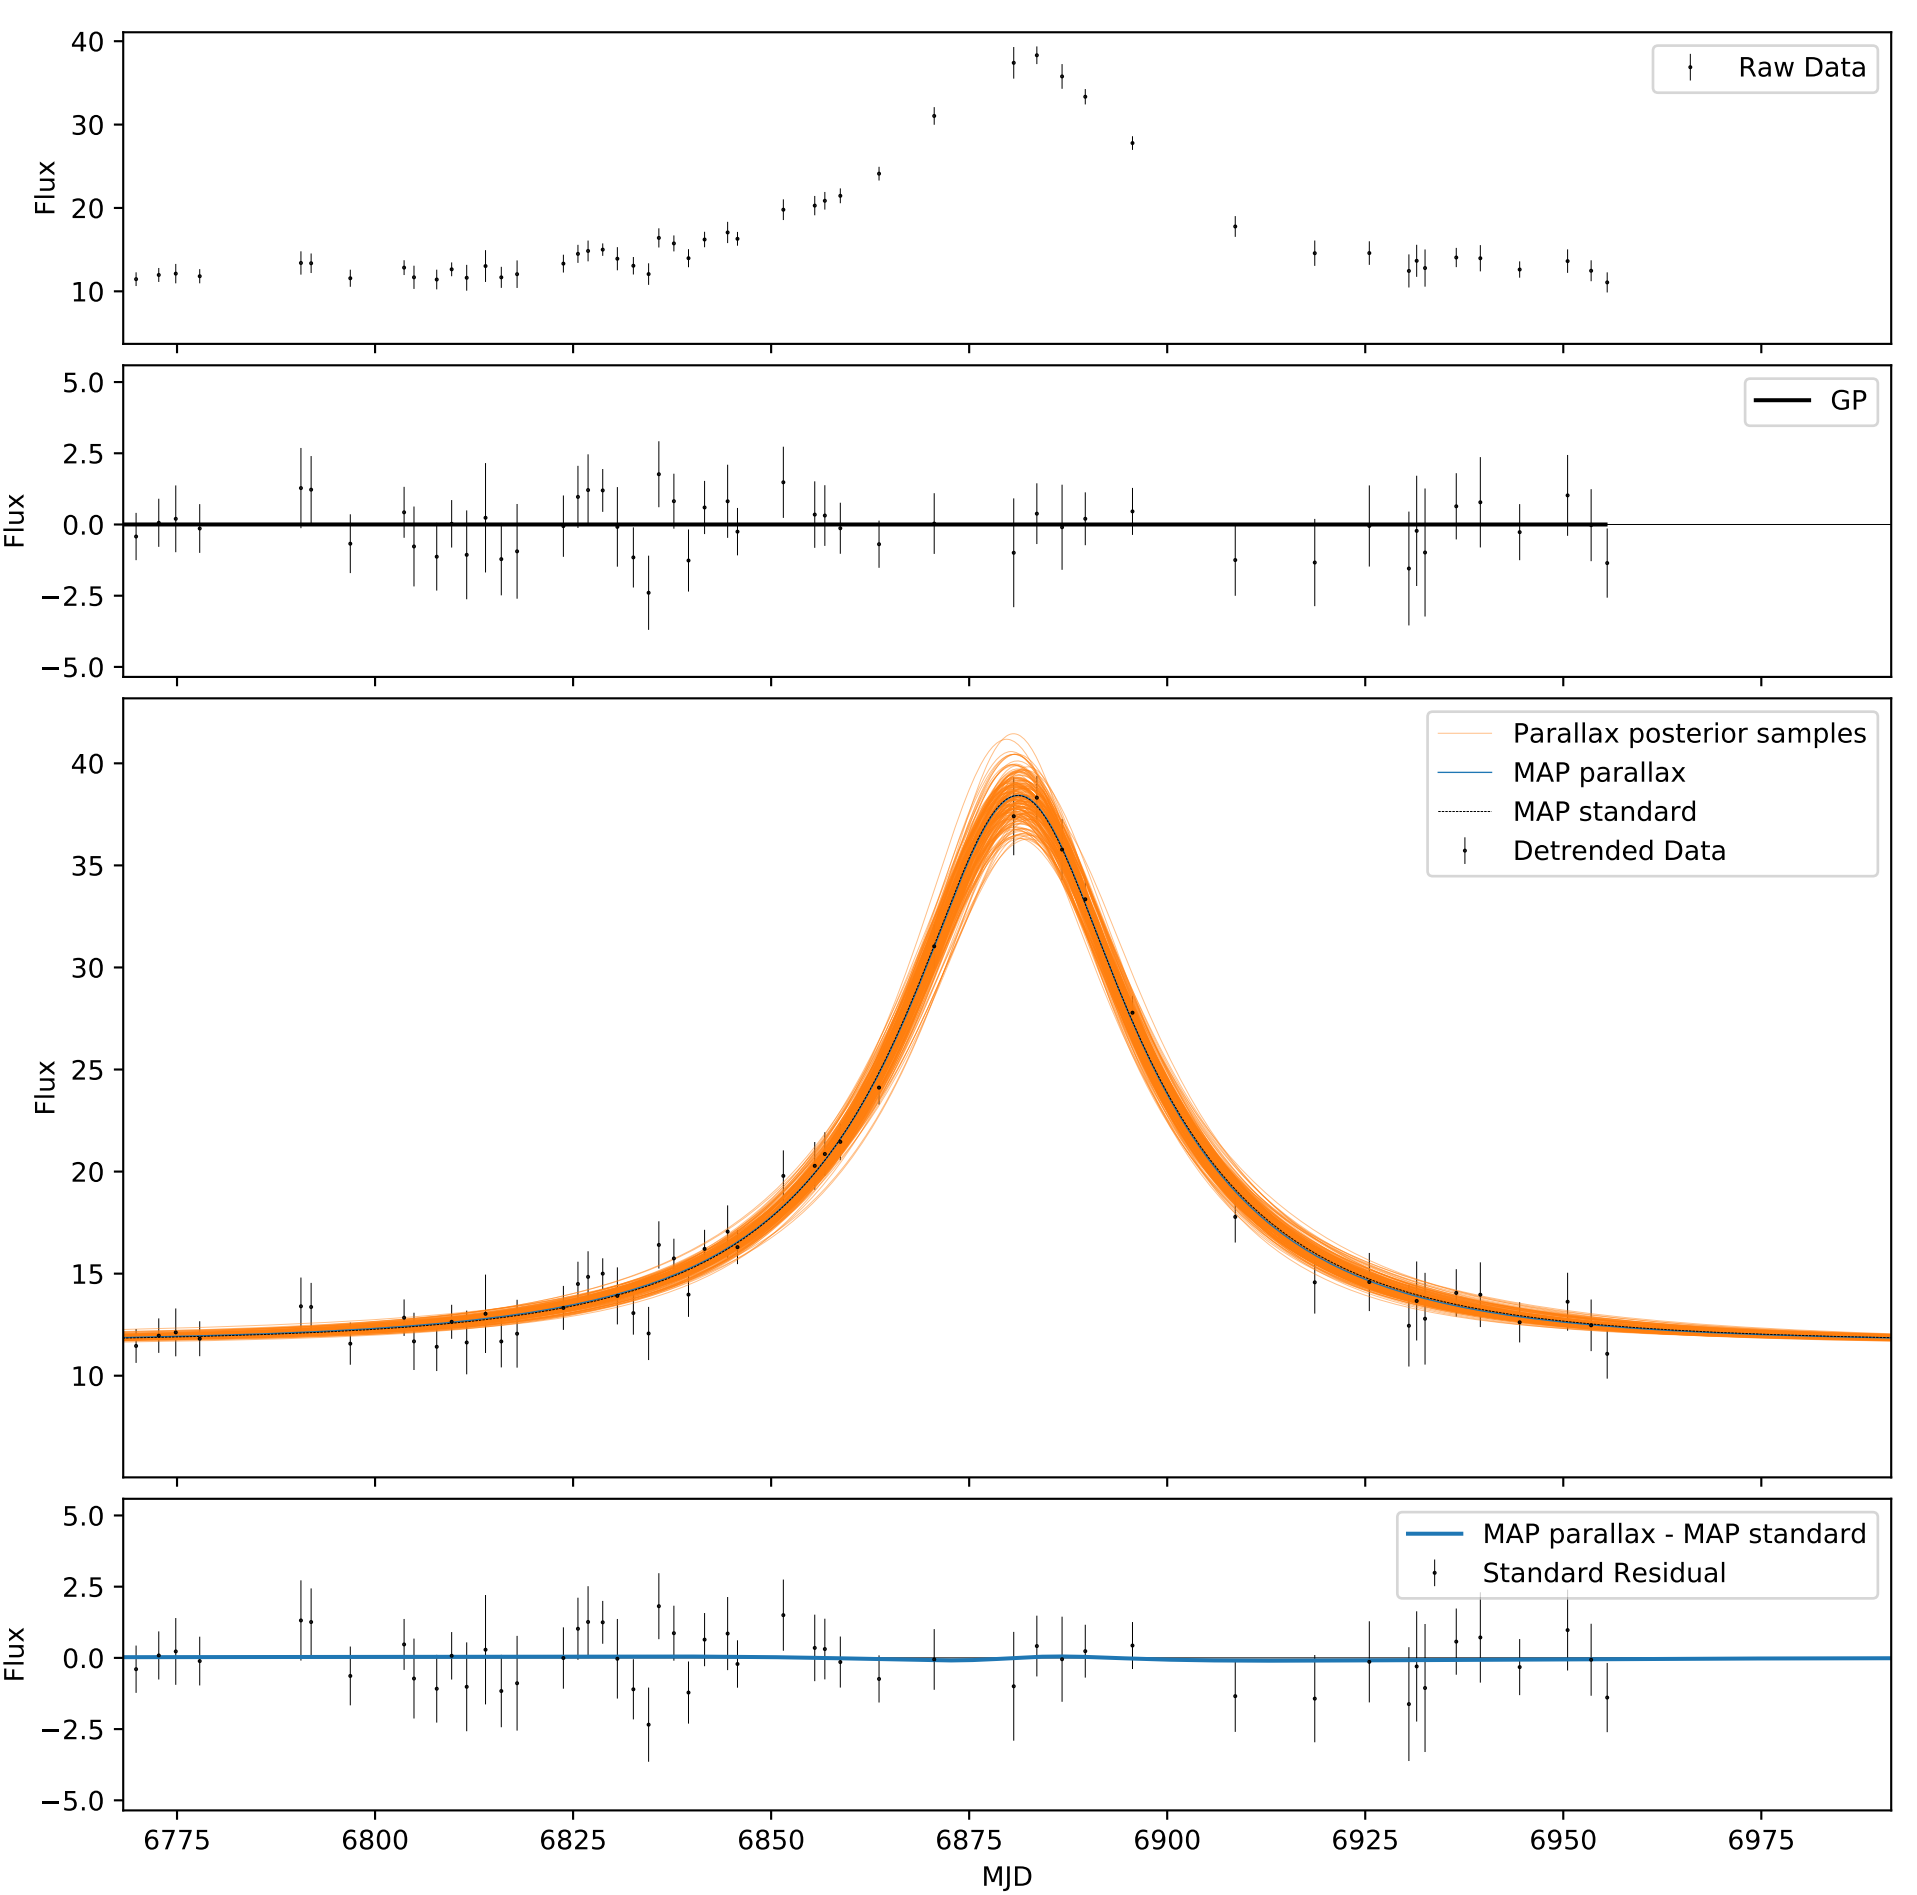 40
30
20
10
Flux
Raw Data
5.0
2.5
0.0
−2.5
−5.0
Flux
GP
40
35
30
25
20
15
10
Flux
Parallax posterior samples
MAP parallax
MAP standard
Detrended Data
5.0
2.5
0.0
−2.5
−5.0
Flux
MAP parallax - MAP standard
Standard Residual
6775 6800 6825 6850 6875 6900 6925 6950 6975
MJD